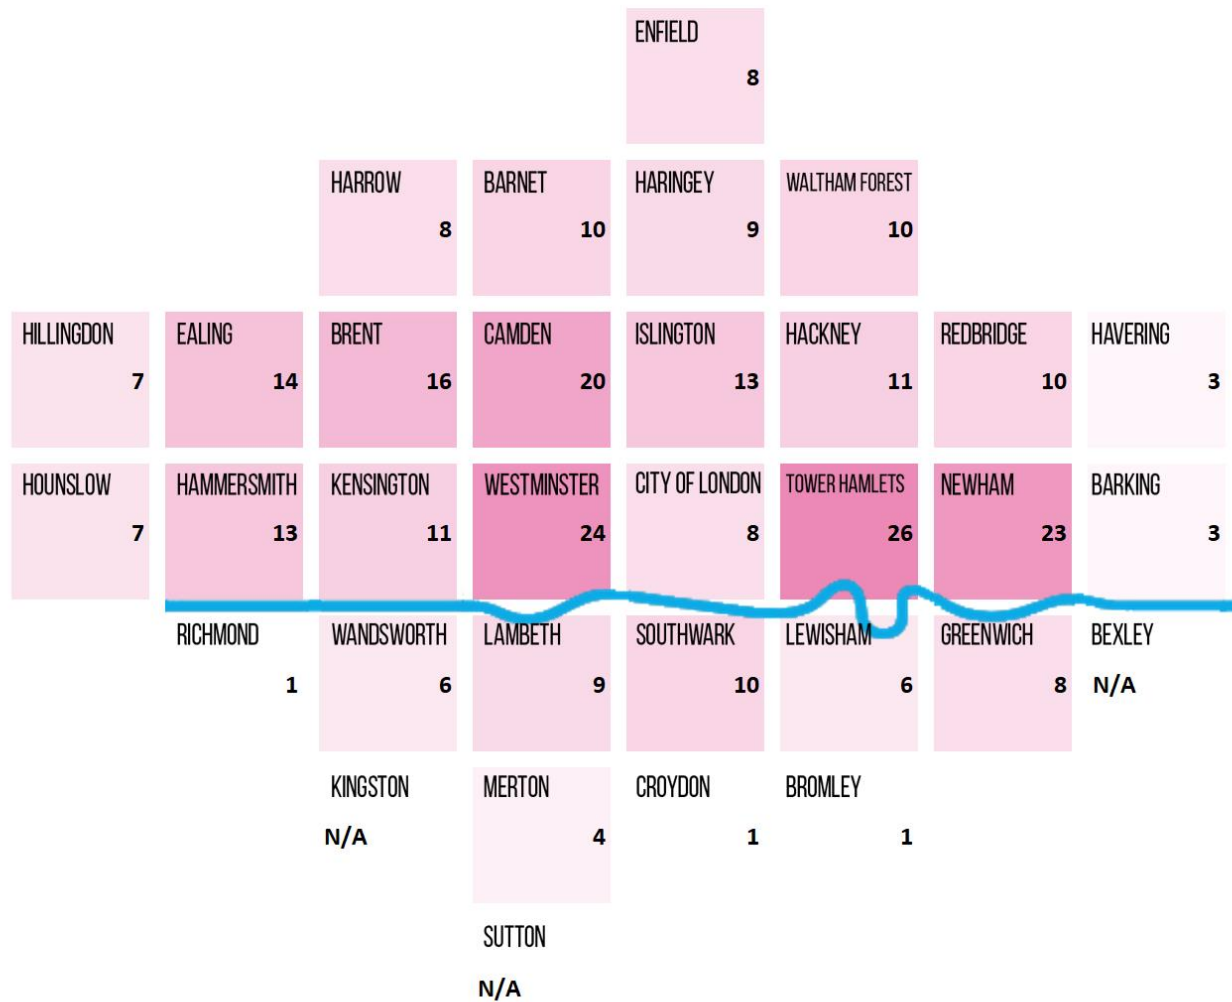 ENFIELD
8
HARROW
8
BARNET
10
HARINGEY
9
WALTHAM FOREST
10
HILLINGDON
7
EALING
14
BRENT
16
CAMDEN
20
ISLINGTON
13
HACKNEY
11
REDBRIDGE
10
HAVERING
3
HOUNSLOW
7
HAMMERSMITH
13
KENSINGTON
11
WESTMINSTER
24
CITY OF LONDON
8
TOWER HAMLETS
26
NEWHAM
23
BARKING
3
RICHMOND
1
WANDSWORTH
6
LAMBETH
9
SOUTHWARK
10
LEWISHAM
6
GREENWICH
8
BEXLEY
N/A
KINGSTON
N/A
MERTON
4
CROYDON
1
BROMLEY
1
SUTTON
N/A